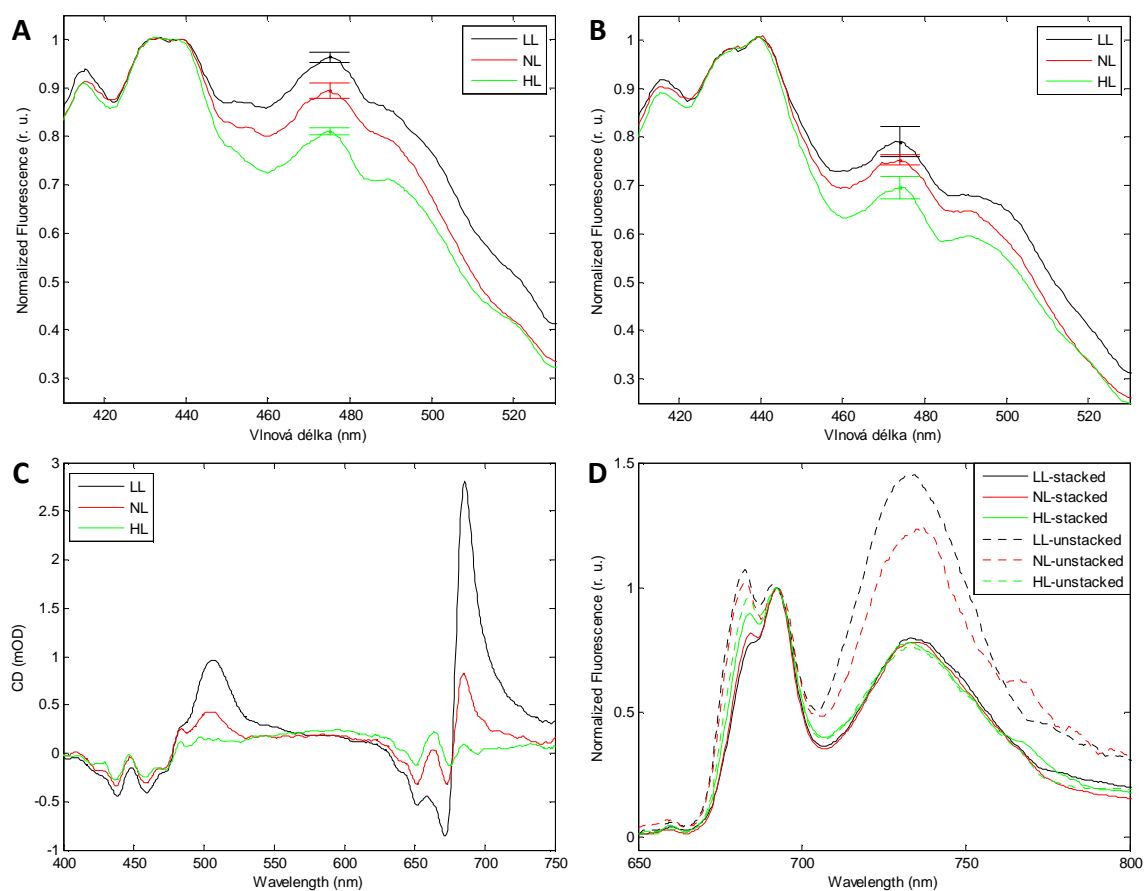 A
LL
NL
HL
Normalized Fluorescence (r. u.)
1
0.9
0.8
0.7
0.6
0.5
0.4
0.3
420 440 460 480 500 520
Vlnová délka (nm)
B
LL
NL
HL
Normalized Fluorescence (r. u.)
1
0.9
0.8
0.7
0.6
0.5
0.4
0.3
420 440 460 480 500 520
Vlnová délka (nm)
C
LL
NL
HL
CD (mOD)
3
2.5
2
1.5
1
0.5
0
-0.5
-1
400 450 500 550 600 650 700 750
Wavelength (nm)
D
LL-stacked
NL-stacked
HL-stacked
LL-unstacked
NL-unstacked
HL-unstacked
Normalized Fluorescence (r. u.)
1.5
1
0.5
0
650 700 750 800
Wavelength (nm)